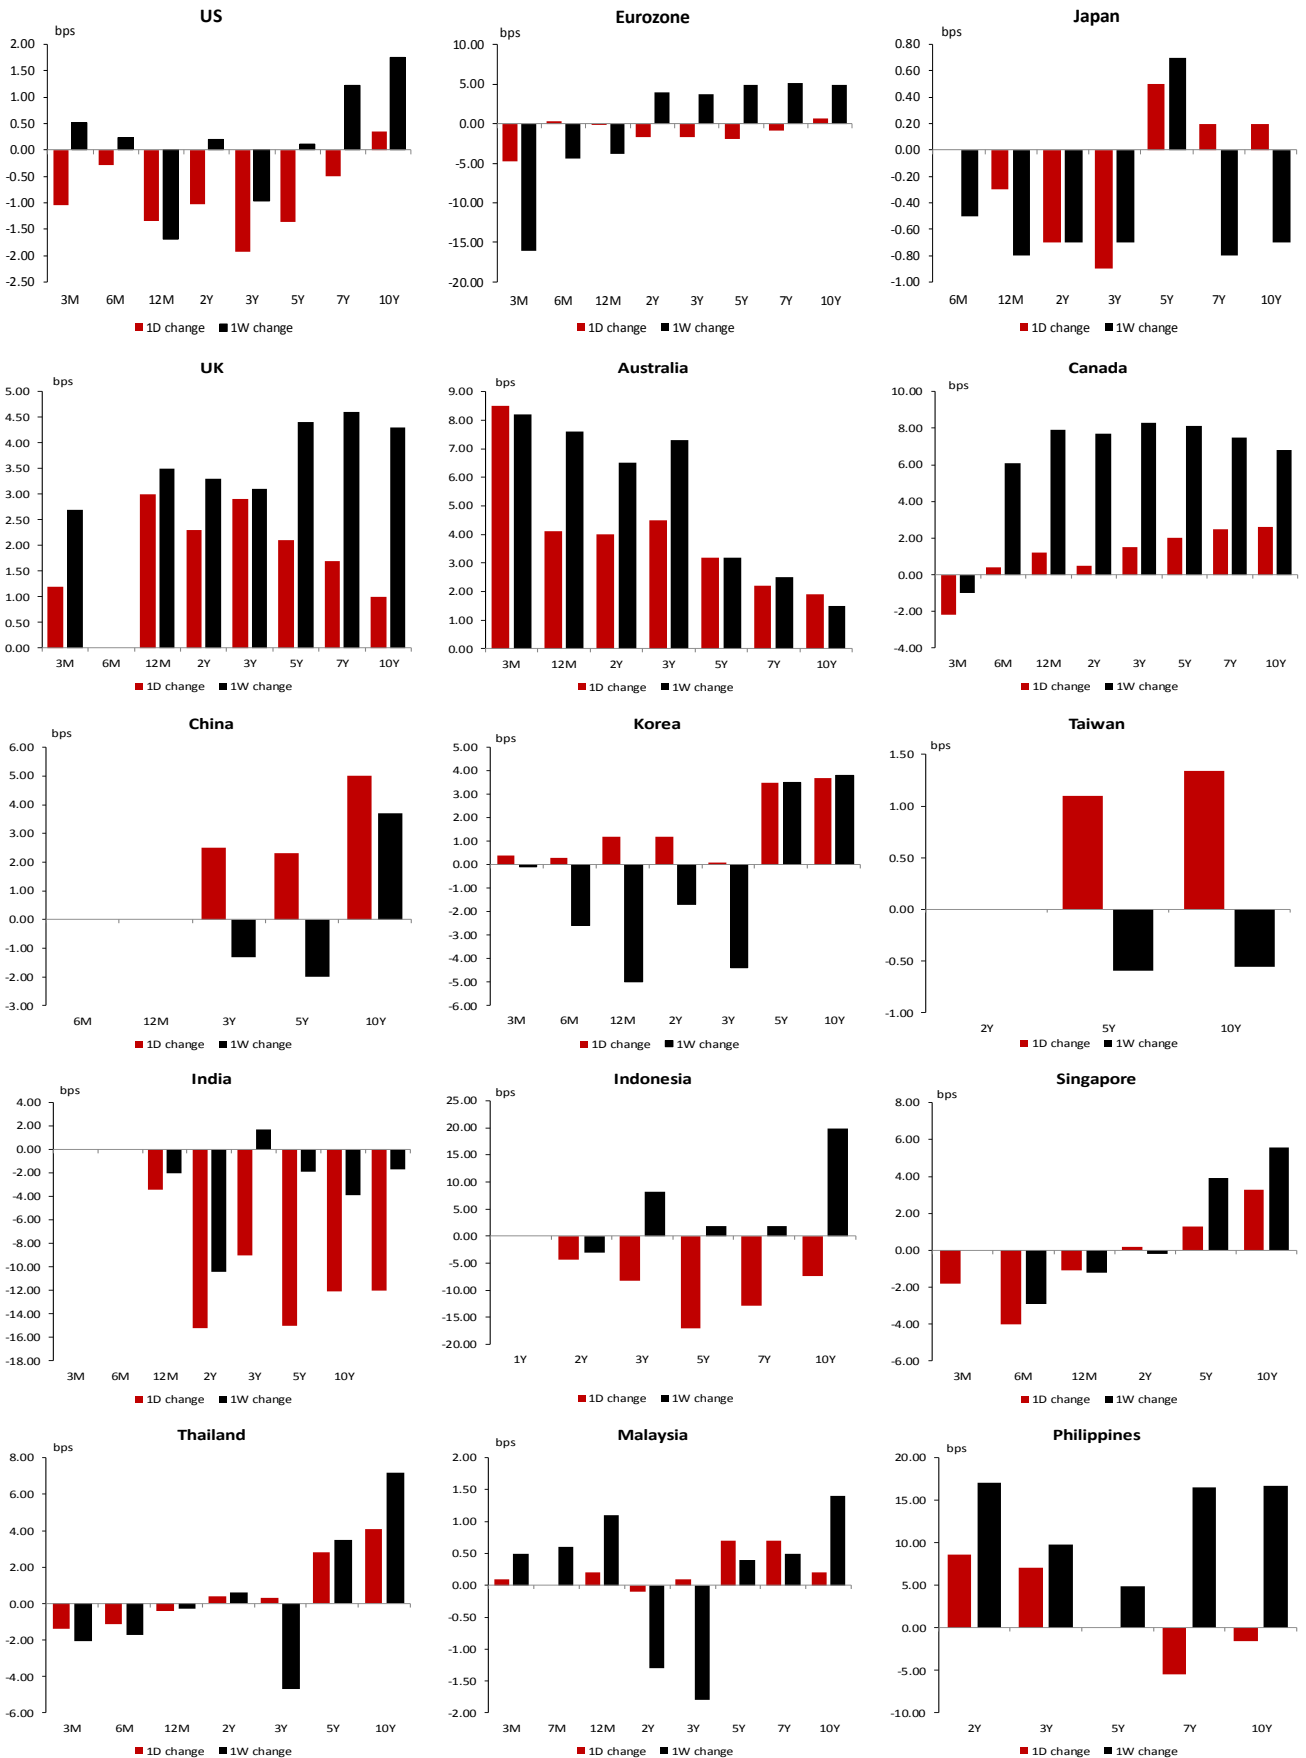 US
bps
2.00
1.50
1.00
0.50
0.00
-0.50
-1.00
-1.50
-2.00
-2.50
3M 6M 12M 2Y 3Y 5Y 7Y 10Y
1D change 1W change
Eurozone
bps
10.00
5.00
0.00
-5.00
-10.00
-15.00
-20.00
3M 6M 12M 2Y 3Y 5Y 7Y 10Y
1D change 1W change
Japan
bps
0.80
0.60
0.40
0.20
0.00
-0.20
-0.40
-0.60
-0.80
-1.00
6M 12M 2Y 3Y 5Y 7Y 10Y
1D change 1W change
UK
bps
5.00
4.50
4.00
3.50
3.00
2.50
2.00
1.50
1.00
0.50
0.00
3M 6M 12M 2Y 3Y 5Y 7Y 10Y
1D change 1W change
Australia
bps
9.00
8.00
7.00
6.00
5.00
4.00
3.00
2.00
1.00
0.00
3M 12M 2Y 3Y 5Y 7Y 10Y
1D change 1W change
Canada
bps
10.00
8.00
6.00
4.00
2.00
0.00
-2.00
-4.00
3M 6M 12M 2Y 3Y 5Y 7Y 10Y
1D change 1W change
China
bps
6.00
5.00
4.00
3.00
2.00
1.00
0.00
-1.00
-2.00
-3.00
6M 12M 3Y 5Y 10Y
1D change 1W change
Korea
bps
5.00
4.00
3.00
2.00
1.00
0.00
-1.00
-2.00
-3.00
-4.00
-5.00
-6.00
3M 6M 12M 2Y 3Y 5Y 10Y
1D change 1W change
Taiwan
bps
1.50
1.00
0.50
0.00
-0.50
-1.00
2Y 5Y 10Y
1D change 1W change
India
bps
4.00
2.00
0.00
-2.00
-4.00
-6.00
-8.00
-10.00
-12.00
-14.00
-16.00
-18.00
3M 6M 12M 2Y 3Y 5Y 10Y
1D change 1W change
Indonesia
bps
25.00
20.00
15.00
10.00
5.00
0.00
-5.00
-10.00
-15.00
-20.00
1Y 2Y 3Y 5Y 7Y 10Y
1D change 1W change
Singapore
bps
8.00
6.00
4.00
2.00
0.00
-2.00
-4.00
-6.00
3M 6M 12M 2Y 5Y 10Y
1D change 1W change
Thailand
bps
8.00
6.00
4.00
2.00
0.00
-2.00
-4.00
-6.00
3M 6M 12M 2Y 3Y 5Y 10Y
1D change 1W change
Malaysia
bps
2.00
1.50
1.00
0.50
0.00
-0.50
-1.00
-1.50
-2.00
3M 7M 12M 2Y 3Y 5Y 7Y 10Y
1D change 1W change
Philippines
bps
20.00
15.00
10.00
5.00
0.00
-5.00
-10.00
2Y 3Y 5Y 7Y 10Y
1D change 1W change